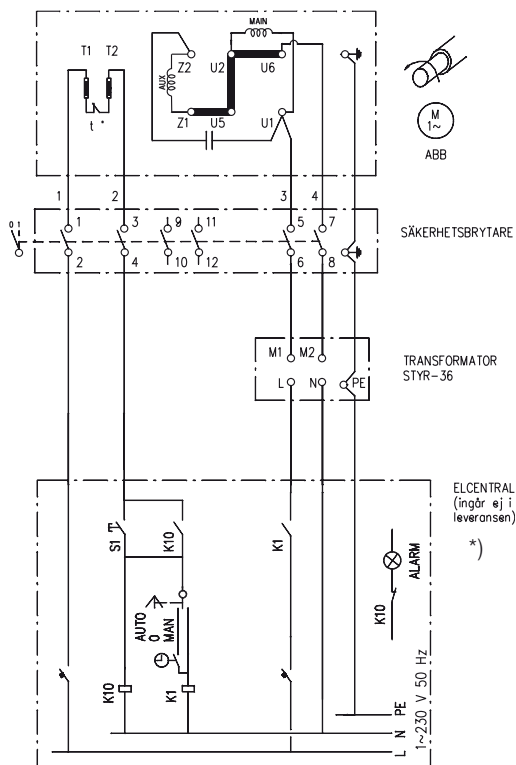 MAIN
T1 T2
Z2 U2 U6
AUX
t°
Z1 U5 U1
M
1~
ABB
1 2 3 4
0 1
1 3 9 11 5 7
SÄKERHETSBRYTARE
2 4 10 12 6 8
M1 M2
TRANSFORMATOR
STYR-36
L N PE
ELCENTRAL
(ingår ej i
leveransen)
*)
S1 K10 K1
ALARM
K10
AUTO
0
MAN
K10 K1
PE
N
L
1~230 V 50 Hz